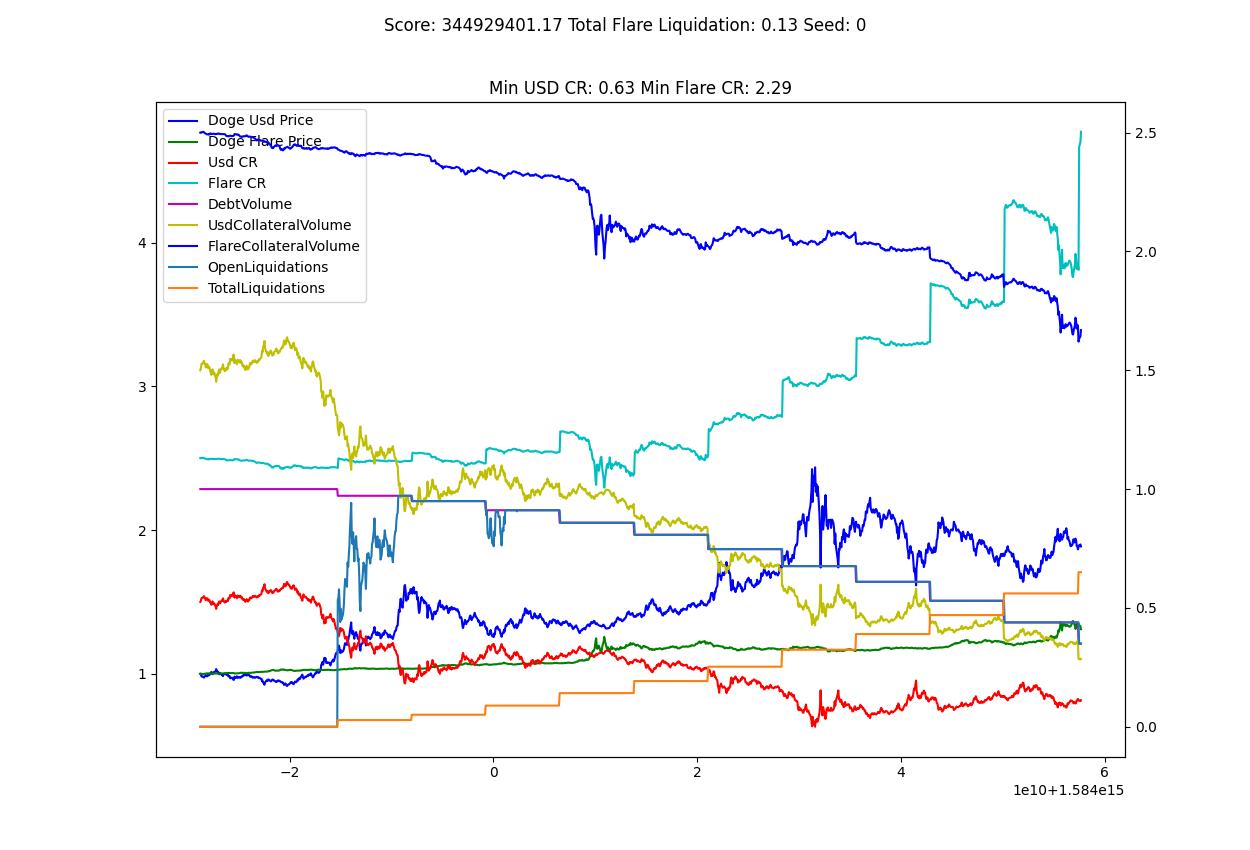 Score: 344929401.17 Total Flare Liquidation: 0.13 Seed: 0
Min USD CR: 0.63 Min Flare CR: 2.29
Doge Usd Price
Doge Flare Price
Usd CR
Flare CR
DebtVolume
UsdCollateralVolume
FlareCollateralVolume
OpenLiquidations
TotalLiquidations
4
3
2
1
2.5
2.0
1.5
1.0
0.5
0.0
−2 0 2 4 6
1e10+1.584e15